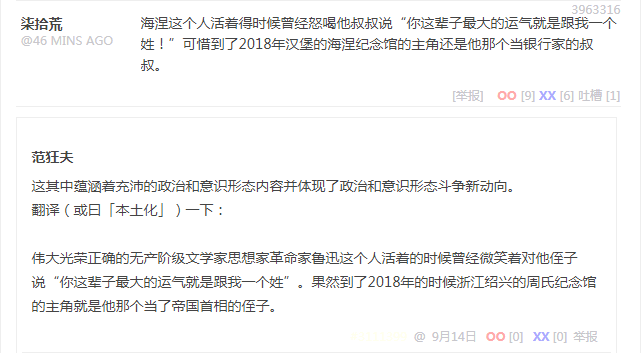 3963316
柒拾荒
@46 MINS AGO
海涅这个人活着得时候曾经怒喝他叔叔说“你这辈子最大的运气就是跟我一个
姓！”可惜到了2018年汉堡的海涅纪念馆的主角还是他那个当银行家的叔
叔。
[举报] OO [9] XX [6] 吐槽 [1]
范狂夫
这其中蕴涵着充沛的政治和意识形态内容并体现了政治和意识形态斗争新动向。
翻译（或曰「本土化」）一下：
伟大光荣正确的无产阶级文学家思想家革命家鲁迅这个人活着的时候曾经微笑着对他侄子
说“你这辈子最大的运气就是跟我一个姓”。果然到了2018年的时候浙江绍兴的周氏纪念馆
的主角就是他那个当了帝国首相的侄子。
@ 9月14日 OO [0] XX [0] 举报